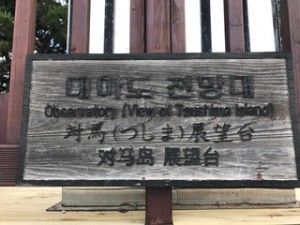 대마도 전망대
Observatory (View of Tsushima Island)
対馬(つしま)展望台
对马岛 展望台